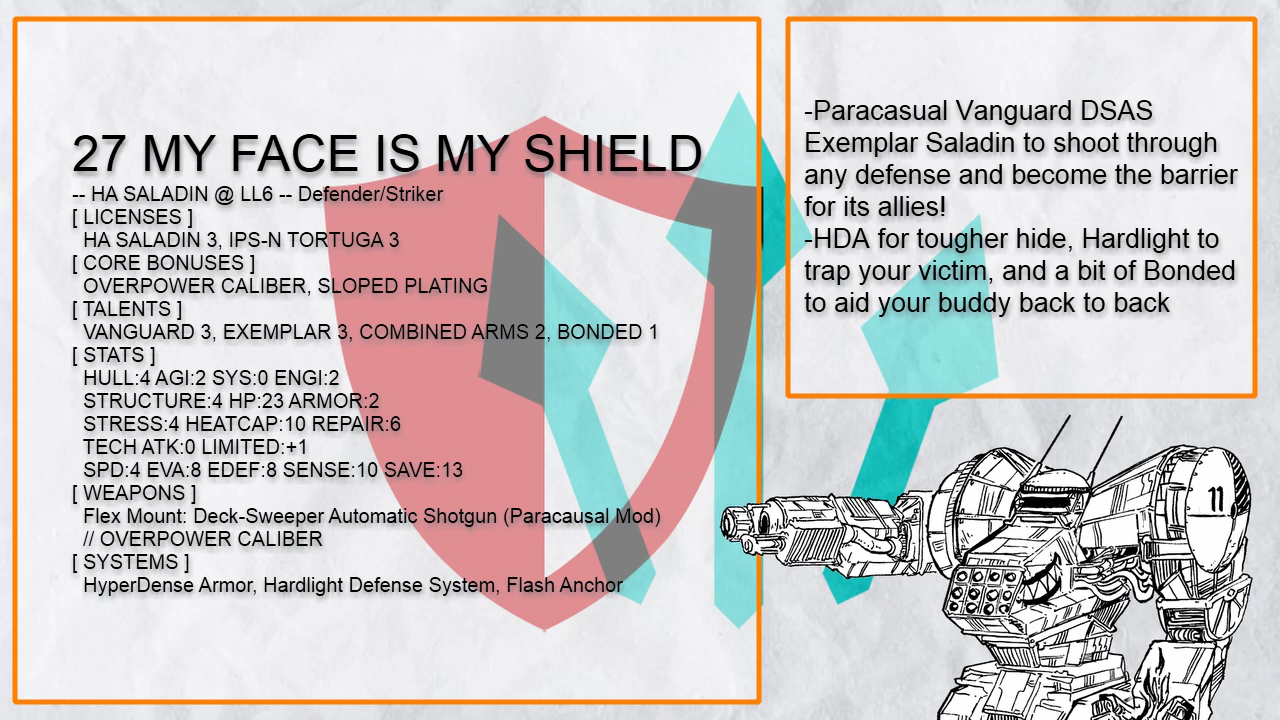 27 MY FACE IS MY SHIELD
-- HA SALADIN @ LL6 -- Defender/Striker
[ LICENSES ]
HA SALADIN 3, IPS-N TORTUGA 3
[ CORE BONUSES ]
OVERPOWER CALIBER, SLOPED PLATING
[ TALENTS ]
VANGUARD 3, EXEMPLAR 3, COMBINED ARMS 2, BONDED 1
[ STATS ]
HULL:4 AGI:2 SYS:0 ENGI:2
STRUCTURE:4 HP:23 ARMOR:2
STRESS:4 HEATCAP:10 REPAIR:6
TECH ATK:0 LIMITED:+1
SPD:4 EVA:8 EDEF:8 SENSE:10 SAVE:13
[ WEAPONS ]
Flex Mount: Deck-Sweeper Automatic Shotgun (Paracausal Mod)
// OVERPOWER CALIBER
[ SYSTEMS ]
HyperDense Armor, Hardlight Defense System, Flash Anchor
-Paracasual Vanguard DSAS
Exemplar Saladin to shoot through
any defense and become the barrier
for its allies!
-HDA for tougher hide, Hardlight to
trap your victim, and a bit of Bonded
to aid your buddy back to back
11